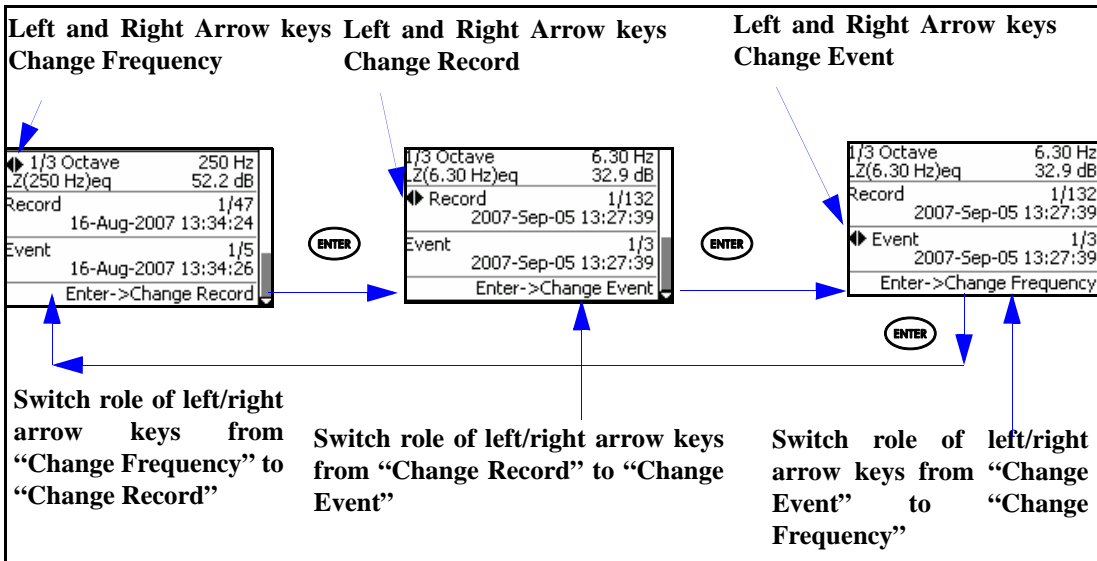 Left and Right Arrow keys
Change Frequency
Left and Right Arrow keys
Change Record
Left and Right Arrow keys
Change Event
1/3 Octave 250 Hz
LZ(250 Hz)eq 52.2 dB
Record 1/47
16-Aug-2007 13:34:24
Event 1/5
16-Aug-2007 13:34:26
Enter->Change Record
ENTER
1/3 Octave 6.30 Hz
LZ(6.30 Hz)eq 32.9 dB
Record 1/132
2007-Sep-05 13:27:39
Event 1/3
2007-Sep-05 13:27:39
Enter->Change Event
ENTER
1/3 Octave 6.30 Hz
LZ(6.30 Hz)eq 32.9 dB
Record 1/132
2007-Sep-05 13:27:39
Event 1/3
2007-Sep-05 13:27:39
Enter->Change Frequency
ENTER
Switch role of left/right
arrow keys from
“Change Frequency” to
“Change Record”
Switch role of left/right arrow keys
from “Change Record” to “Change
Event”
Switch role of left/right
arrow keys from “Change
Event” to “Change
Frequency”